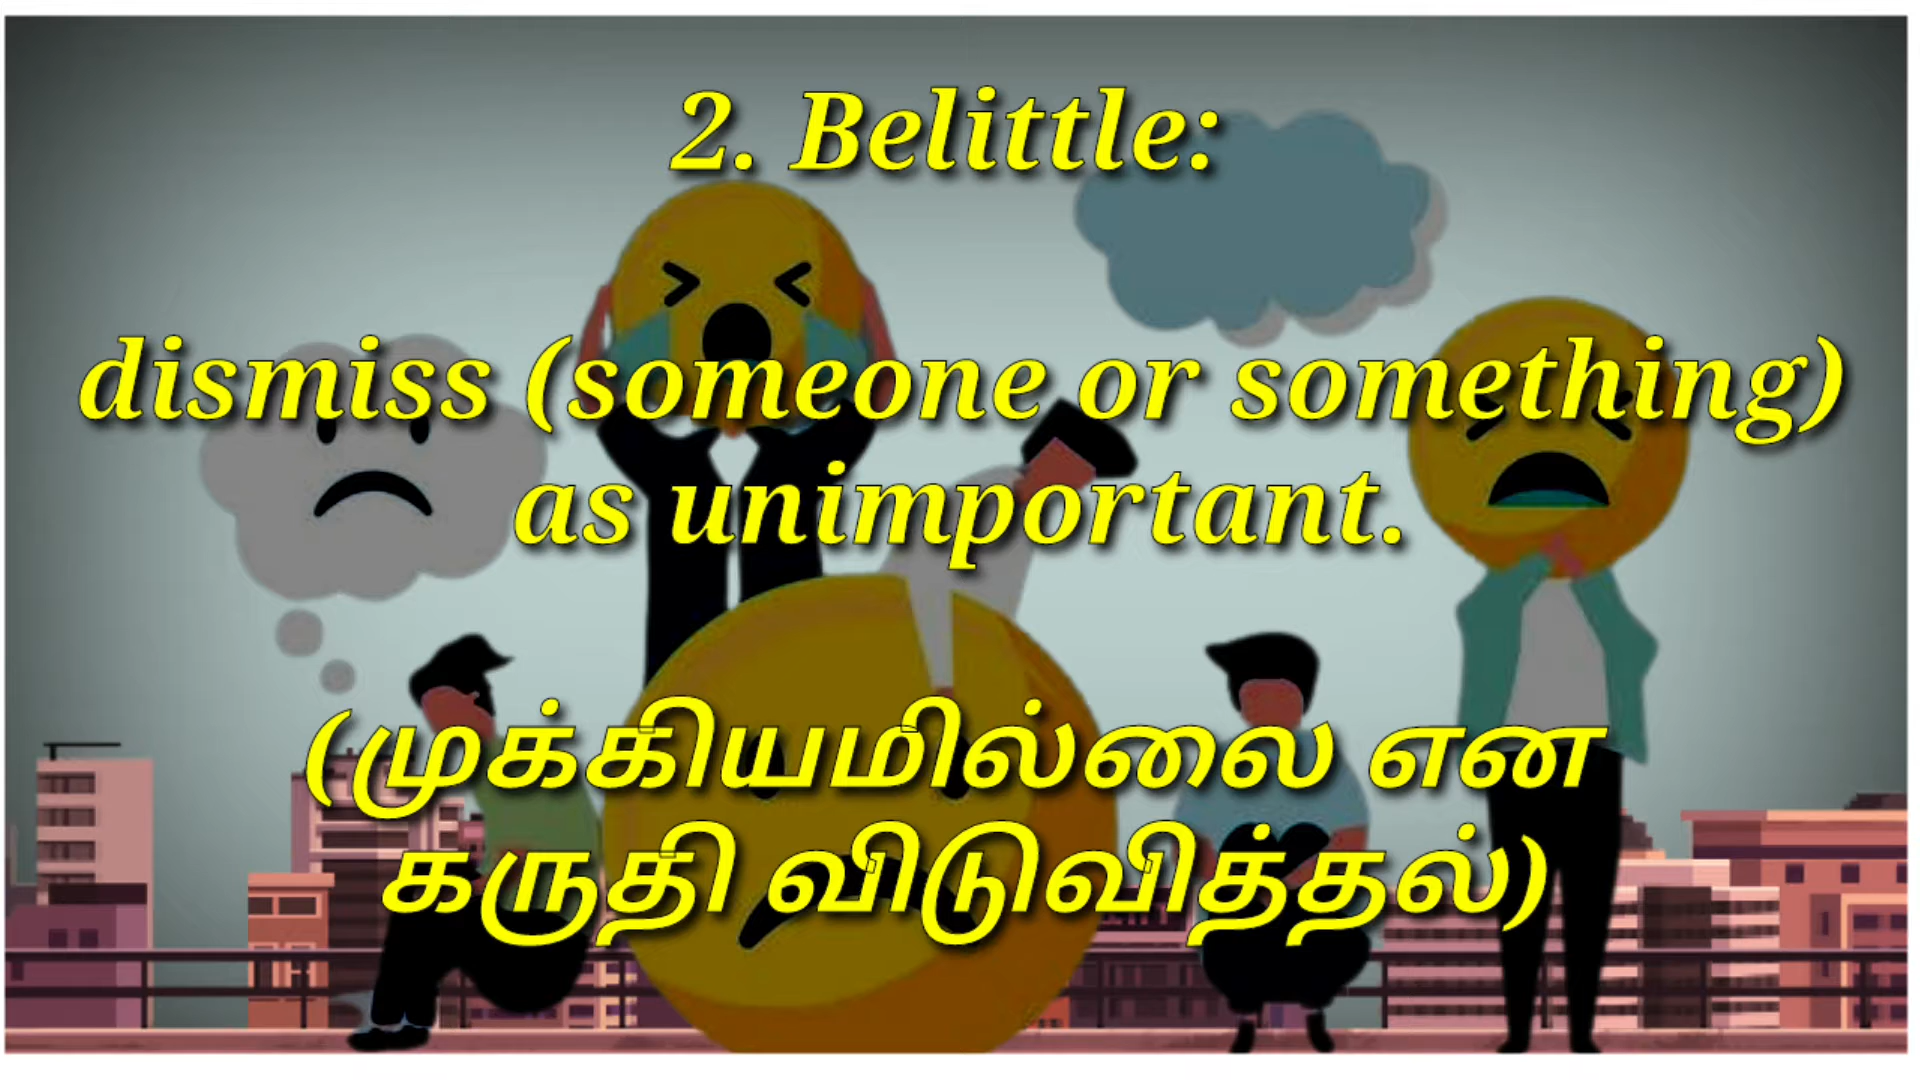 2. Belittle:
dismiss (someone or something)
as unimportant.
(முக்கியமில்லை என
கருதி விடுவித்தல்)